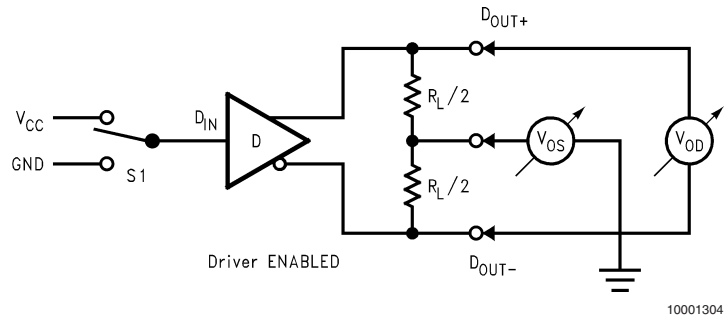 DOUT+
VCC
DIN
D
RL/2
GND
S1
VOS
VOD
RL/2
Driver ENABLED
DOUT−
10001304